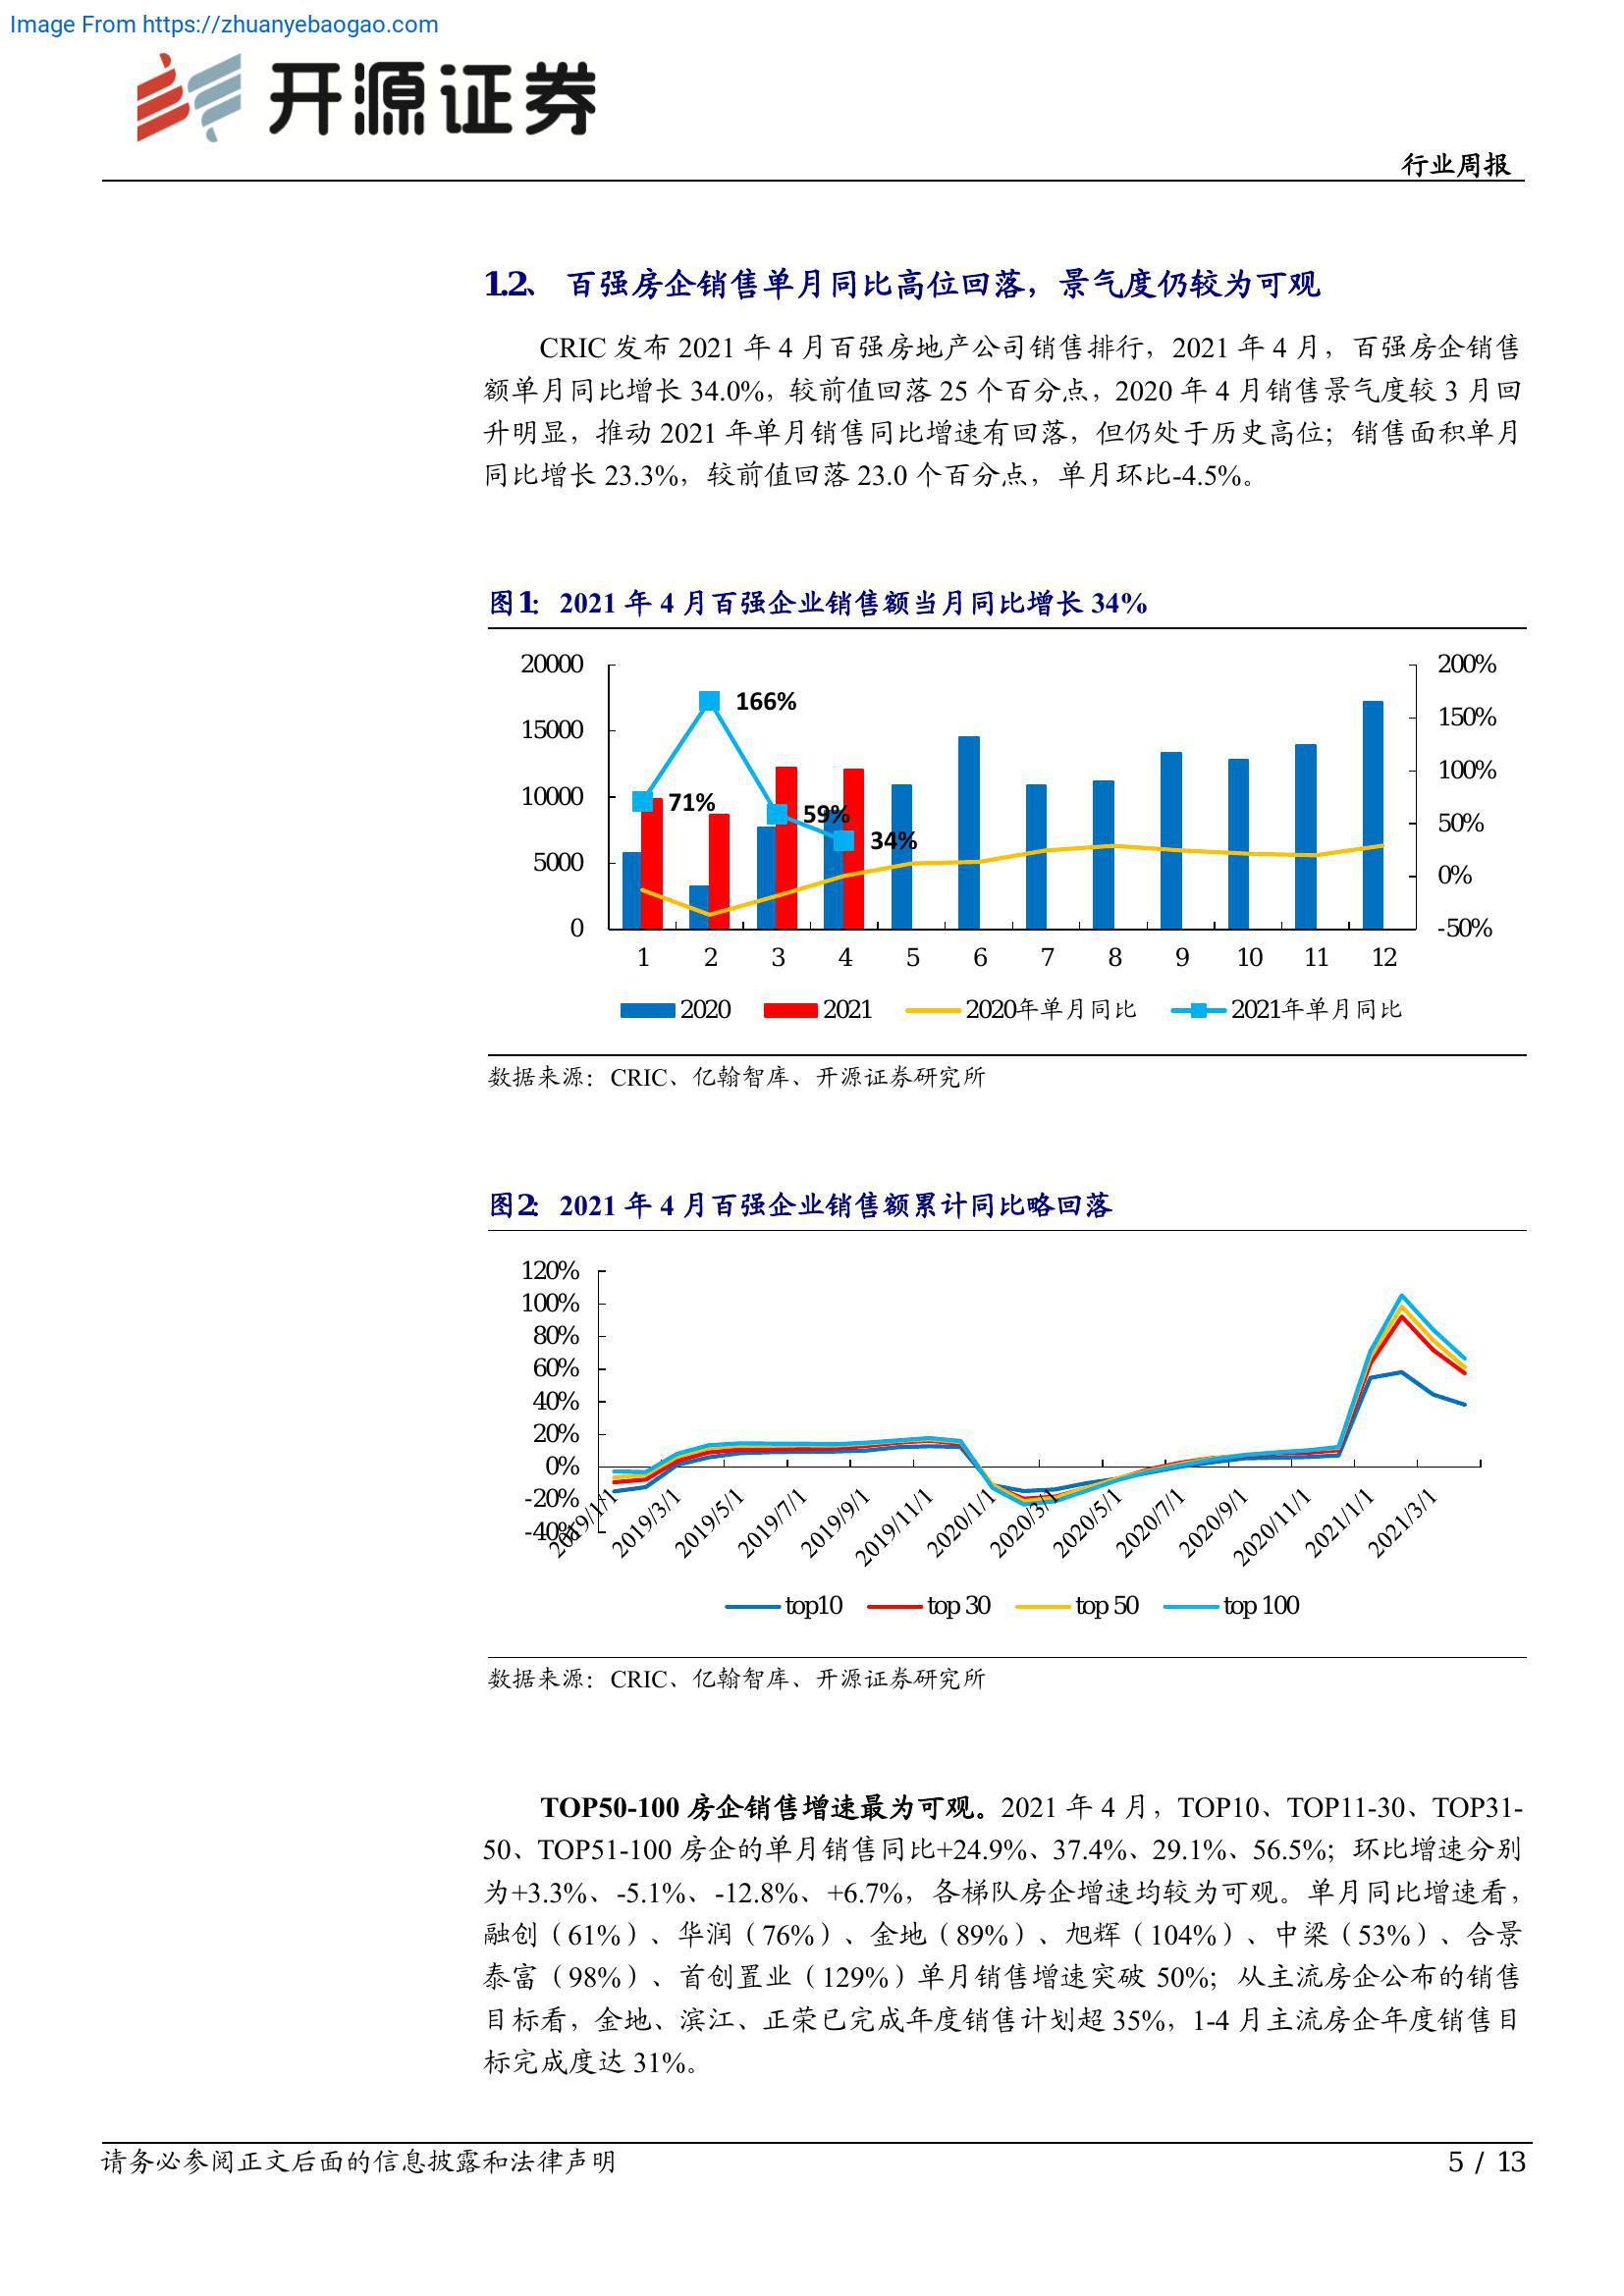 Image From https://zhuanyebaogao.com
开源证券
行业周报
1.2、 百强房企销售单月同比高位回落，景气度仍较为可观
CRIC 发布 2021 年 4 月百强房地产公司销售排行，2021 年 4 月，百强房企销售
额单月同比增长 34.0%，较前值回落 25 个百分点，2020 年 4 月销售景气度较 3 月回
升明显，推动 2021 年单月销售同比增速有回落，但仍处于历史高位；销售面积单月
同比增长 23.3%，较前值回落 23.0 个百分点，单月环比-4.5%。
图1：2021 年 4 月百强企业销售额当月同比增长 34%
20000
15000
10000
5000
0
200%
150%
100%
50%
0%
-50%
166%
71%
59%
34%
1 2 3 4 5 6 7 8 9 10 11 12
2020 2021 2020年单月同比 2021年单月同比
数据来源：CRIC、亿翰智库、开源证券研究所
图2：2021 年 4 月百强企业销售额累计同比略回落
120%
100%
80%
60%
40%
20%
0%
-20%
-40%
2019/1/1 2019/3/1 2019/5/1 2019/7/1 2019/9/1 2019/11/1 2020/1/1 2020/3/1 2020/5/1 2020/7/1 2020/9/1 2020/11/1 2021/1/1 2021/3/1
top10 top 30 top 50 top 100
数据来源：CRIC、亿翰智库、开源证券研究所
TOP50-100 房企销售增速最为可观。2021 年 4 月，TOP10、TOP11-30、TOP31-
50、TOP51-100 房企的单月销售同比+24.9%、37.4%、29.1%、56.5%；环比增速分别
为+3.3%、-5.1%、-12.8%、+6.7%，各梯队房企增速均较为可观。单月同比增速看，
融创（61%）、华润（76%）、金地（89%）、旭辉（104%）、中梁（53%）、合景
泰富（98%）、首创置业（129%）单月销售增速突破 50%；从主流房企公布的销售
目标看，金地、滨江、正荣已完成年度销售计划超 35%，1-4 月主流房企年度销售目
标完成度达 31%。
请务必参阅正文后面的信息披露和法律声明
5 / 13